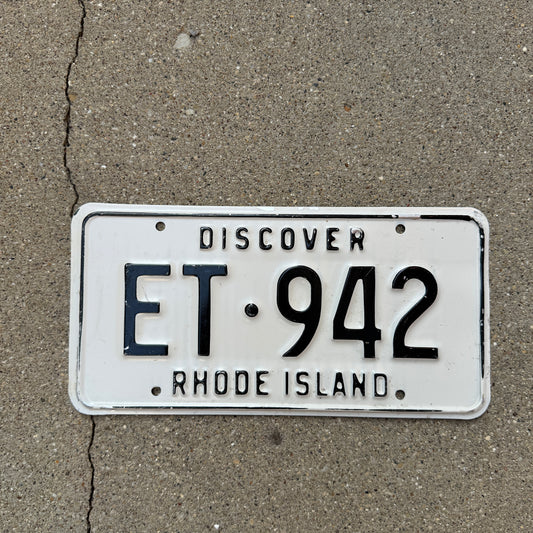 DISCOVER
ET·942
RHODE ISLAND